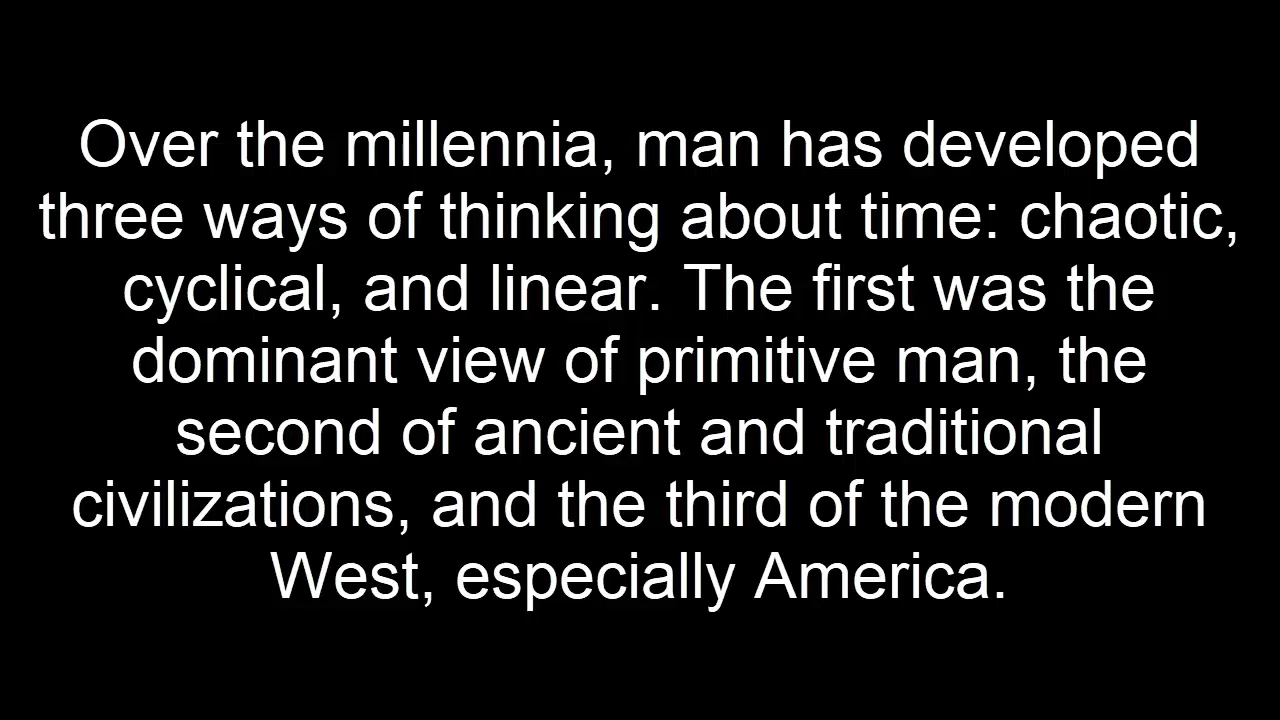 Over the millennia, man has developed
three ways of thinking about time: chaotic,
cyclical, and linear. The first was the
dominant view of primitive man, the
second of ancient and traditional
civilizations, and the third of the modern
West, especially America.